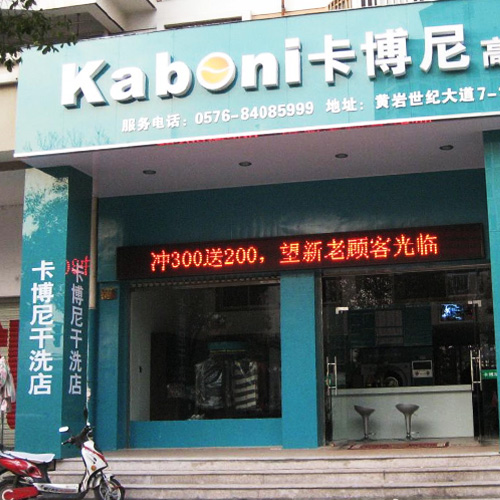 Kaboni卡博尼高
服务电话：0576-84085999 地址：黄岩世纪大道7-
冲300送200，望新老顾客光临
卡博尼干洗店
卡博尼干洗店